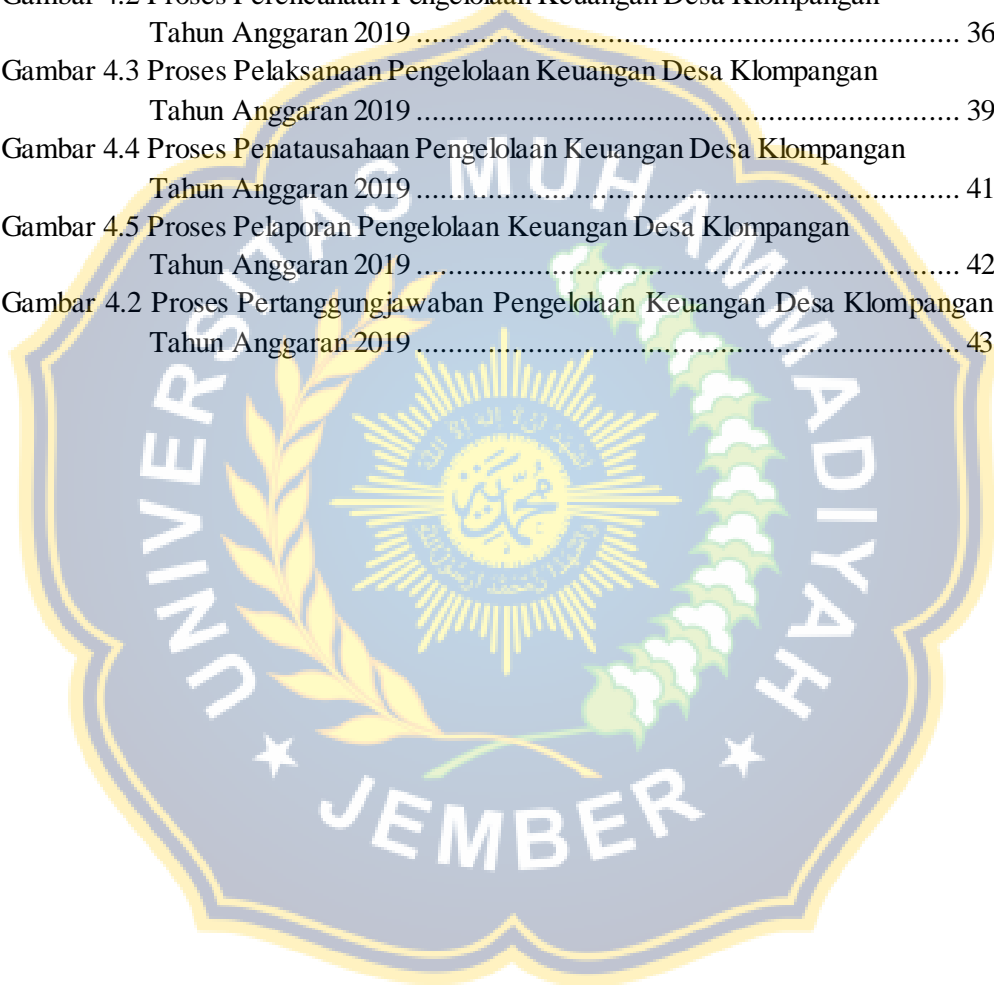 Gambar 4.2 Proses Perencanaan Pengelolaan Keuangan Desa Klompangan
Tahun Anggaran 2019 ........................................................................ 36
Gambar 4.3 Proses Pelaksanaan Pengelolaan Keuangan Desa Klompangan
Tahun Anggaran 2019 ........................................................................ 39
Gambar 4.4 Proses Penatausahaan Pengelolaan Keuangan Desa Klompangan
Tahun Anggaran 2019 ........................................................................ 41
Gambar 4.5 Proses Pelaporan Pengelolaan Keuangan Desa Klompangan
Tahun Anggaran 2019 ........................................................................ 42
Gambar 4.2 Proses Pertanggungjawaban Pengelolaan Keuangan Desa Klompangan
Tahun Anggaran 2019 ........................................................................ 43
UNIVERSITAS MUHAMMADIYAH
JEMBER
محمد